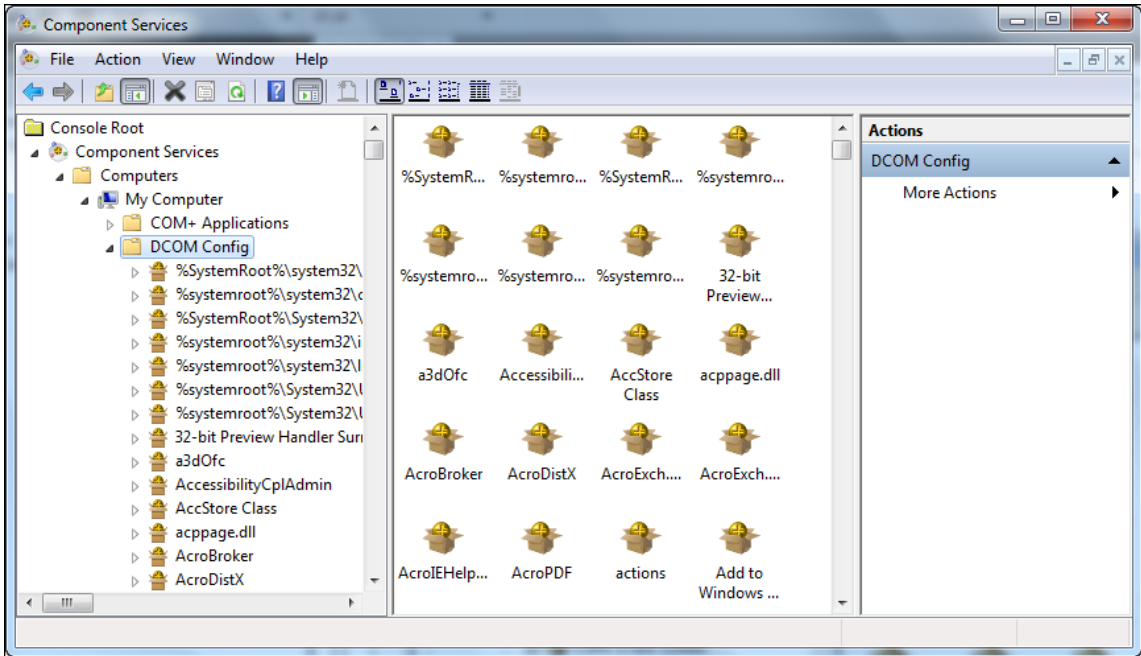 Component Services
File Action View Window Help
Console Root
Component Services
Computers
My Computer
COM+ Applications
DCOM Config
%SystemRoot%\system32\
%systemroot%\system32\c
%SystemRoot%\System32\
%systemroot%\system32\i
%systemroot%\system32\I
%systemroot%\System32\U
%systemroot%\System32\U
32-bit Preview Handler Surr
a3dOfc
AccessibilityCplAdmin
AccStore Class
acppage.dll
AcroBroker
AcroDistX
%SystemR... %systemro... %SystemR... %systemro...
%systemro... %systemro... %systemro... 32-bit
Preview...
a3dOfc Accessibili... AccStore acppage.dll
Class
AcroBroker AcroDistX AcroExch.... AcroExch....
AcroIEHelp... AcroPDF actions Add to
Windows ...
Actions
DCOM Config
More Actions